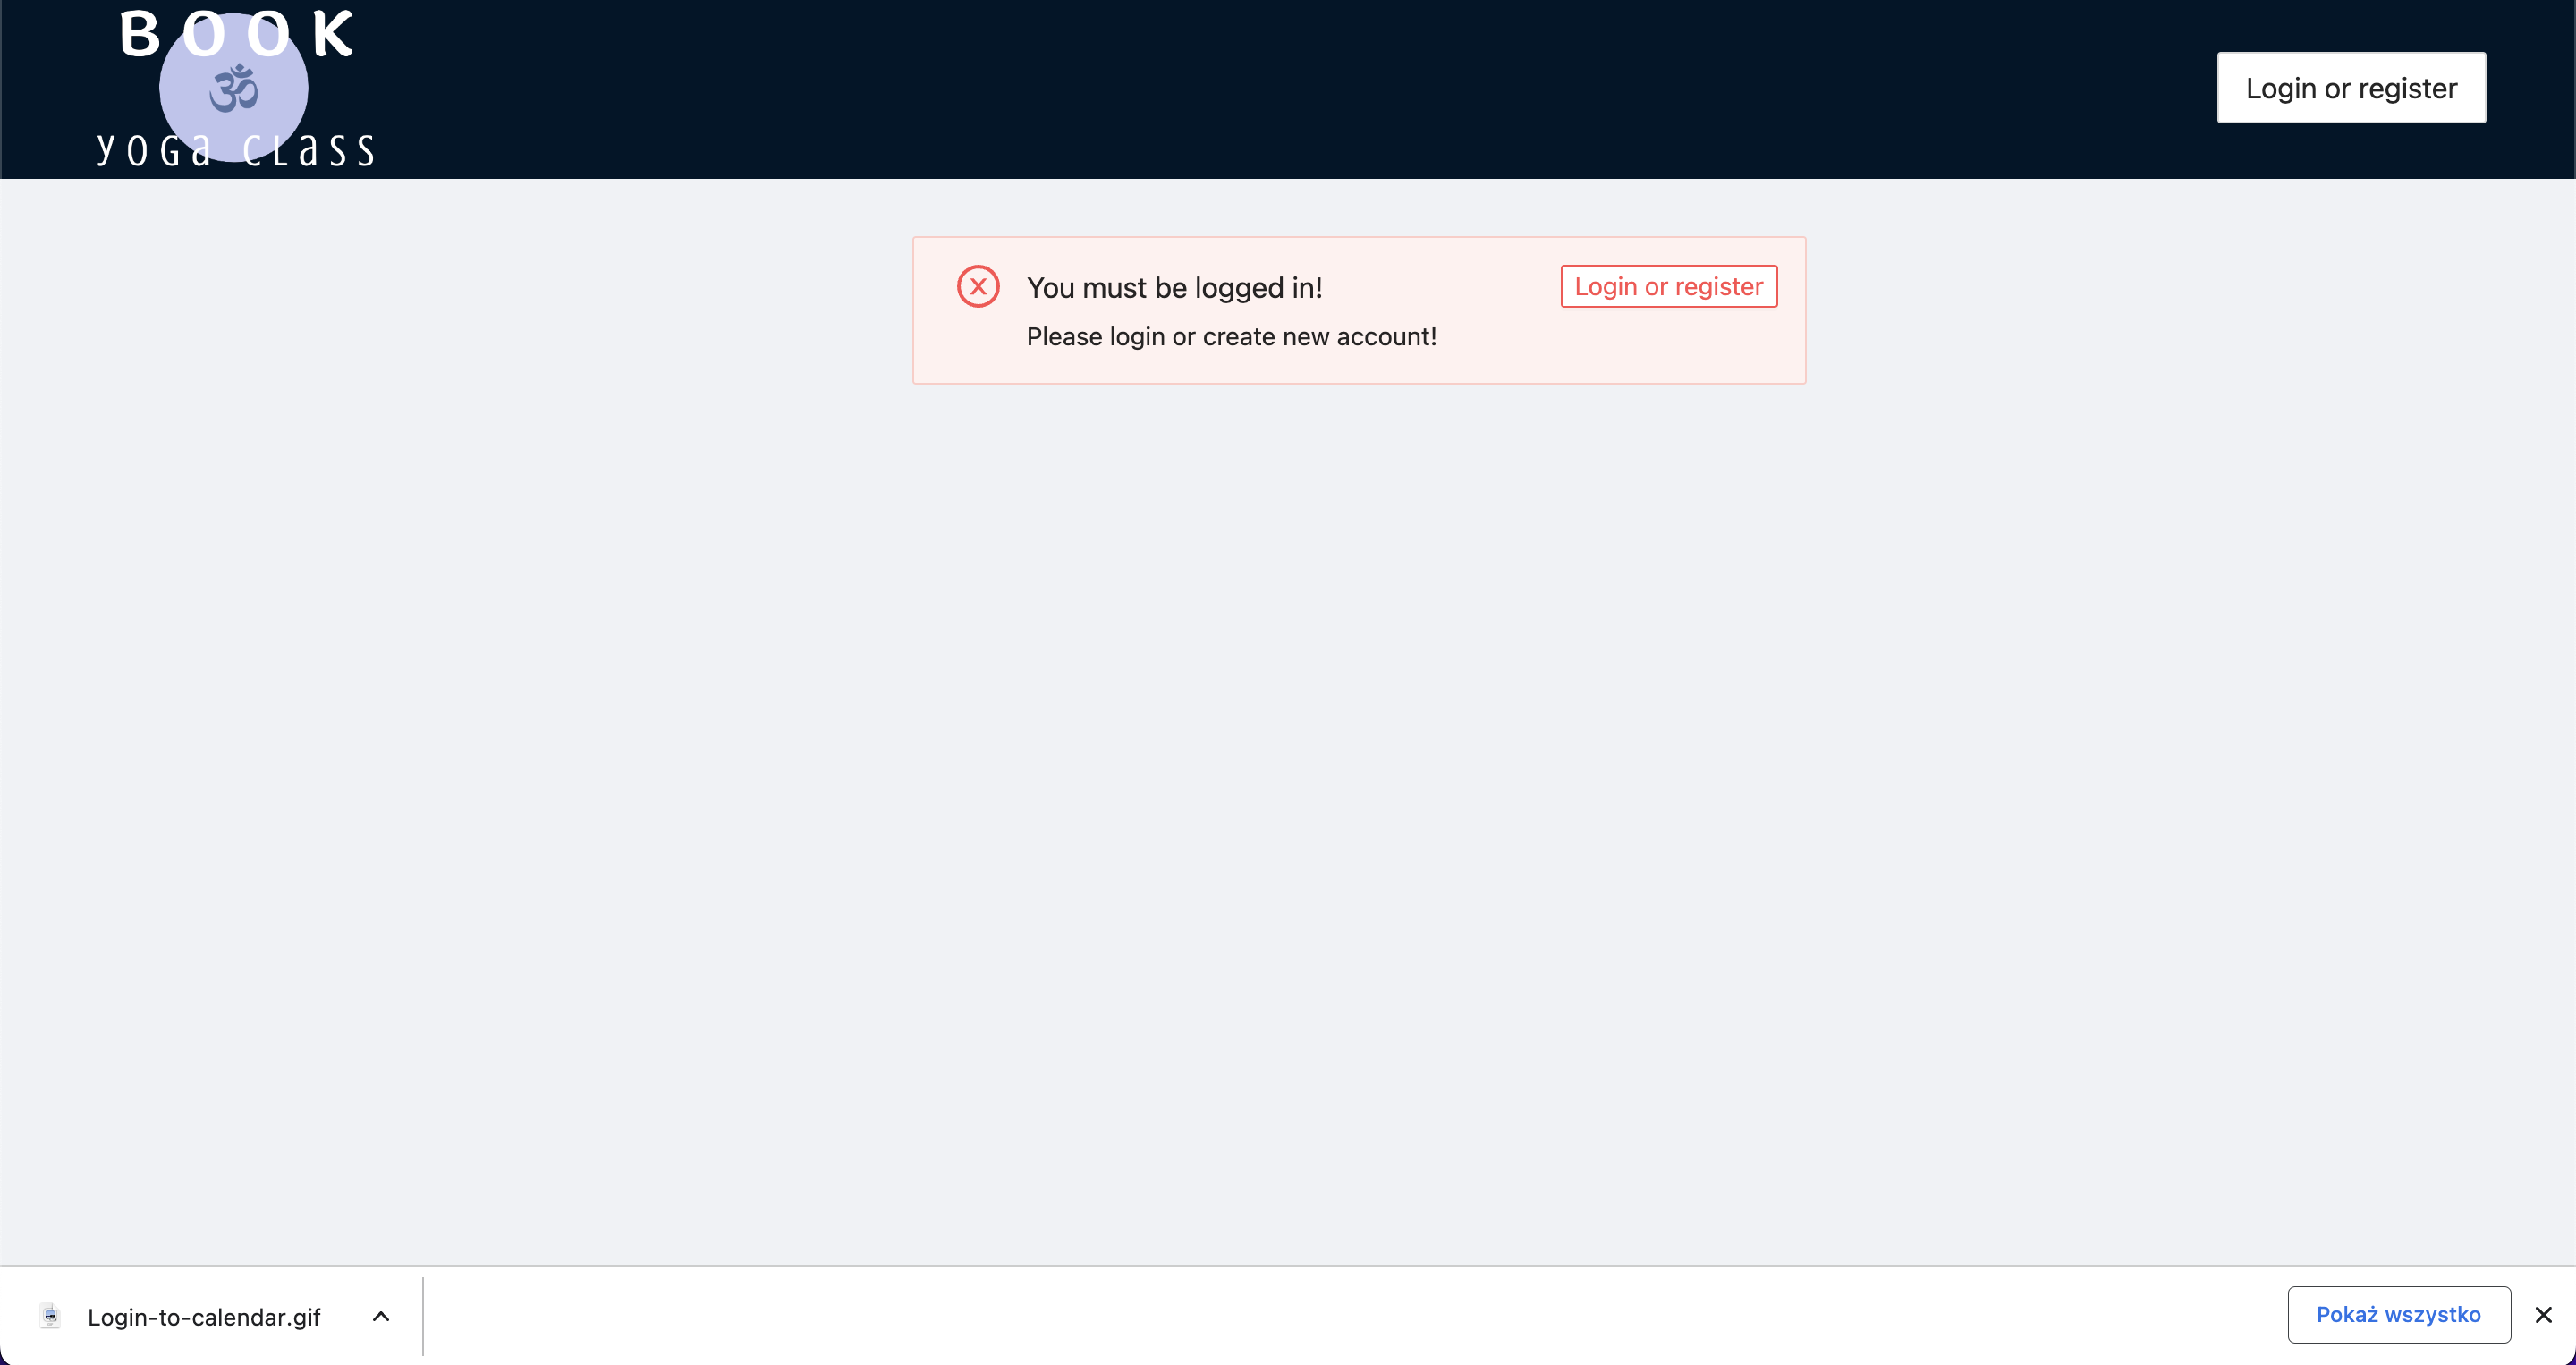 BOOK
ॐ
yoga class
Login or register
You must be logged in!
Login or register
Please login or create new account!
Login-to-calendar.gif
Pokaż wszystko